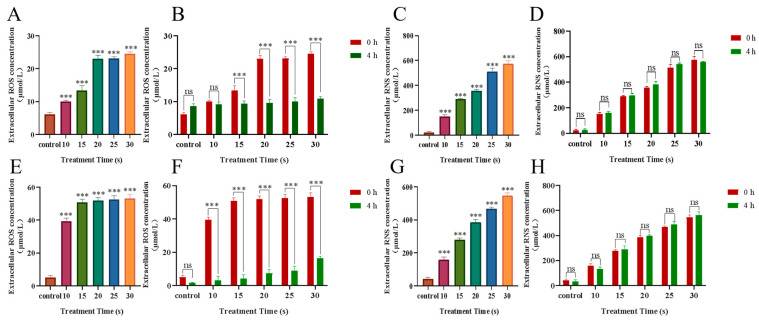 A
Extracellular ROS concentration
(μmol/L)
30
20
10
0
***
***
***
***
***
control 10 15 20 25 30
Treatment Time (s)
B
Extracellular ROS concentration
(μmol/L)
30
20
10
0
ns
ns
***
***
***
***
0 h
4 h
control 10 15 20 25 30
Treatment Time (s)
C
Extracellular RNS concentration
(μmol/L)
800
600
400
200
0
***
***
***
***
***
control 10 15 20 25 30
Treatment Time (s)
D
Extracellular RNS concentration
(μmol/L)
800
600
400
200
0
ns
ns
ns
ns
ns
ns
0 h
4 h
control 10 15 20 25 30
Treatment Time (s)
E
Extracellular ROS concentration
(μmol/L)
60
40
20
0
***
***
***
***
***
control 10 15 20 25 30
Treatment Time (s)
F
Extracellular ROS concentration
(μmol/L)
60
40
20
0
ns
***
***
***
***
***
0 h
4 h
control 10 15 20 25 30
Treatment Time (s)
G
Extracellular RNS concentration
(μmol/L)
600
400
200
0
***
***
***
***
***
control 10 15 20 25 30
Treatment Time (s)
H
Extracellular RNS concentration
(μmol/L)
800
600
400
200
0
ns
ns
ns
ns
ns
ns
0 h
4 h
control 10 15 20 25 30
Treatment Time (s)